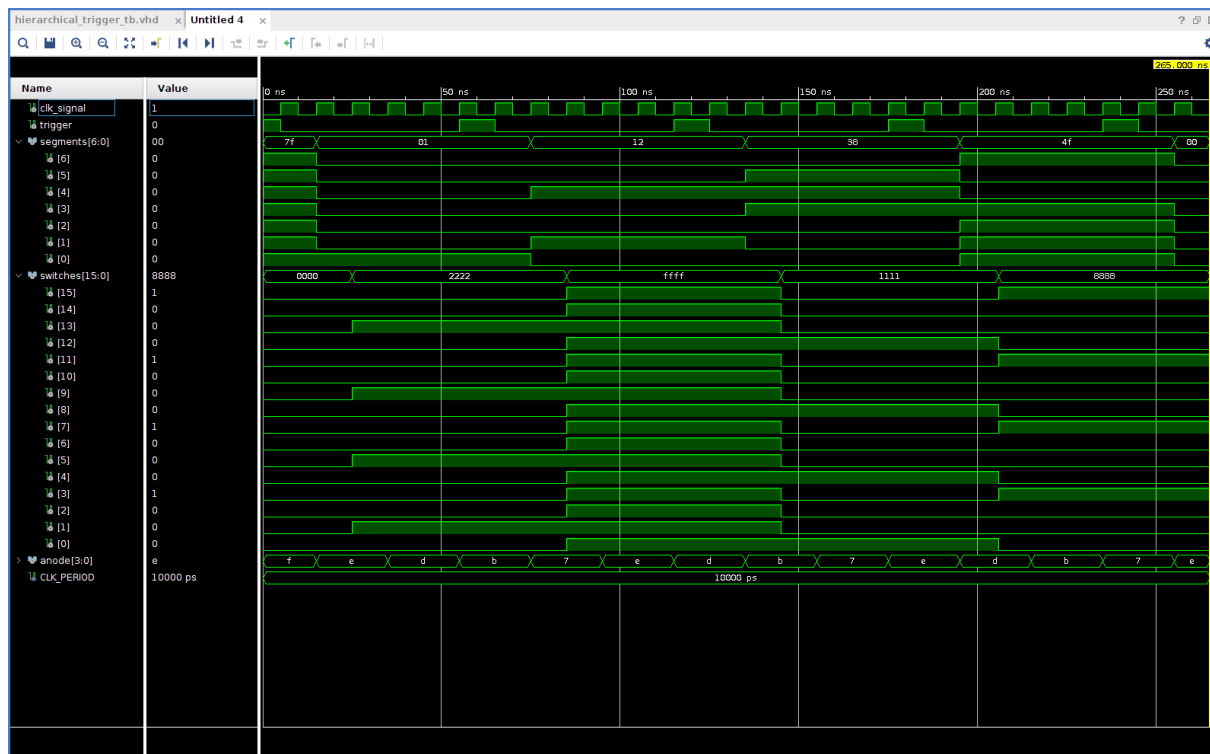 hierarchical_trigger_tb.vhd × Untitled 4 ×
265.000 ns
Name Value
0 ns 50 ns 100 ns 150 ns 200 ns 250 ns
clk_signal 1
trigger 0
segments[6:0] 00 7f 01 12 38 4f 00
[6] 0
[5] 0
[4] 0
[3] 0
[2] 0
[1] 0
[0] 0
switches[15:0] 8888 0000 2222 ffff 1111 8888
[15] 1
[14] 0
[13] 0
[12] 0
[11] 1
[10] 0
[9] 0
[8] 0
[7] 1
[6] 0
[5] 0
[4] 0
[3] 1
[2] 0
[1] 0
[0] 0
anode[3:0] e f e d b 7 e d b 7 e d b 7 e
CLK_PERIOD 10000 ps 10000 ps